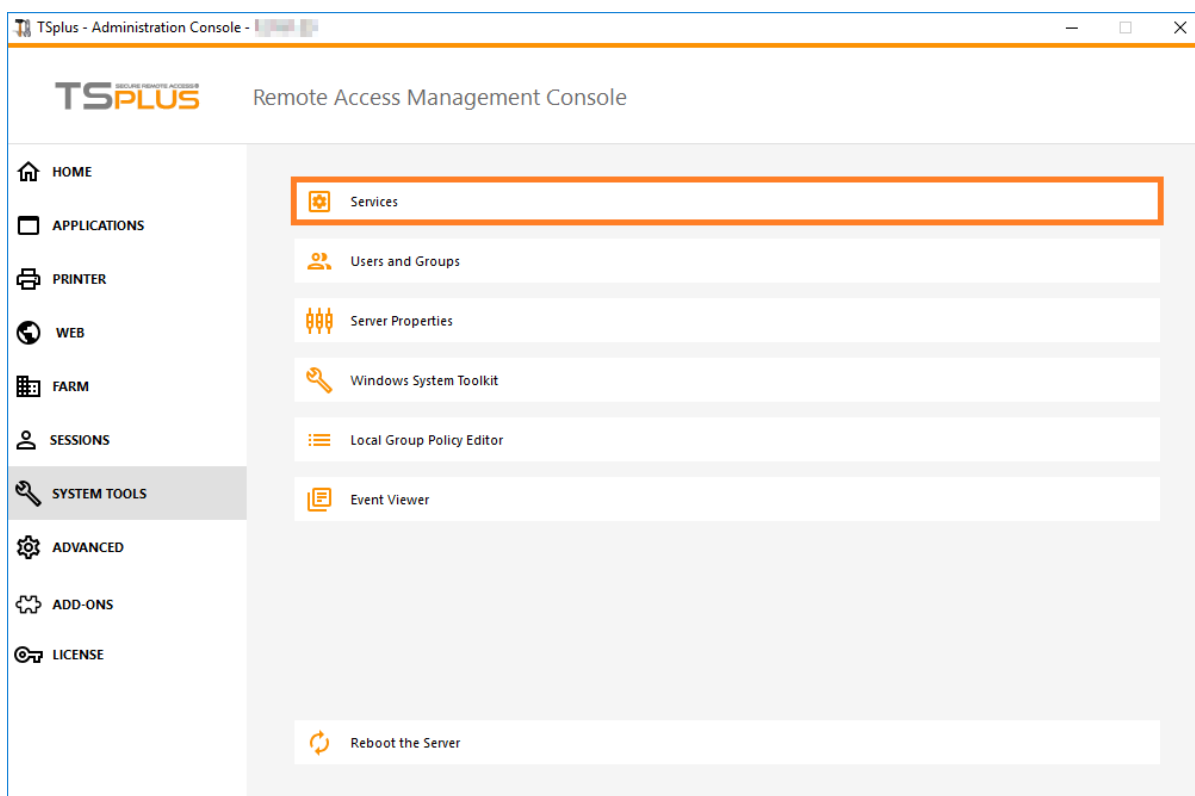 TSplus - Administration Console -
TSPLUS SECURE REMOTE ACCESS®
Remote Access Management Console
HOME
APPLICATIONS
PRINTER
WEB
FARM
SESSIONS
SYSTEM TOOLS
ADVANCED
ADD-ONS
LICENSE
Services
Users and Groups
Server Properties
Windows System Toolkit
Local Group Policy Editor
Event Viewer
Reboot the Server